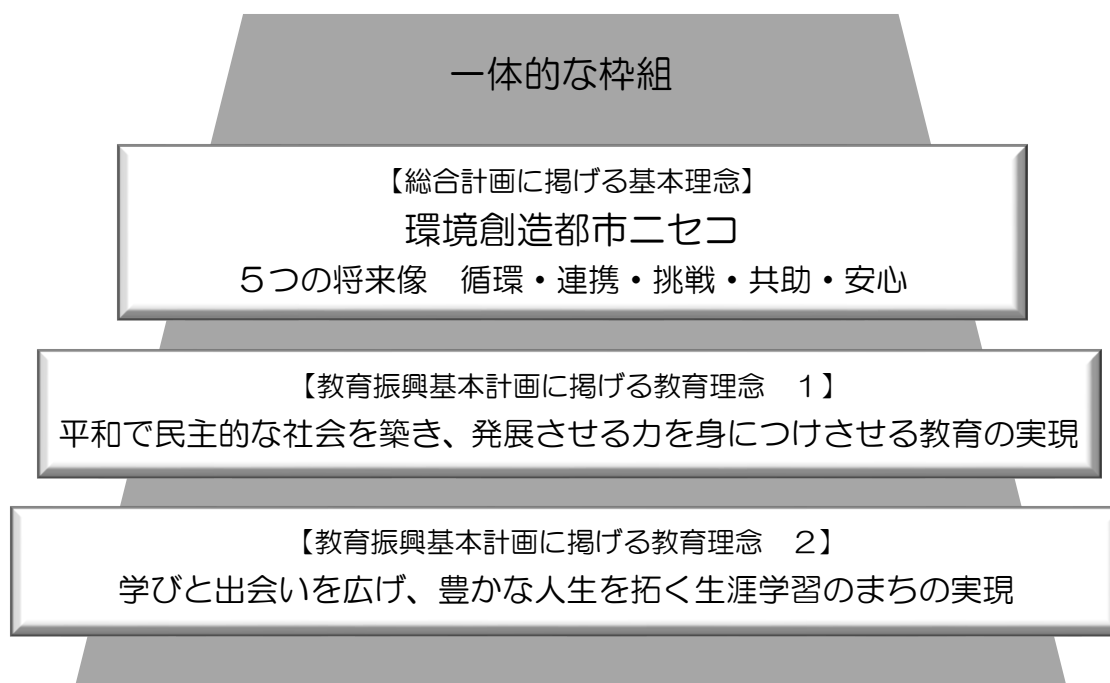 一体的な枠組
【総合計画に掲げる基本理念】
環境創造都市ニセコ
５つの将来像　循環・連携・挑戦・共助・安心
【教育振興基本計画に掲げる教育理念　１】
平和で民主的な社会を築き、発展させる力を身につけさせる教育の実現
【教育振興基本計画に掲げる教育理念　２】
学びと出会いを広げ、豊かな人生を拓く生涯学習のまちの実現